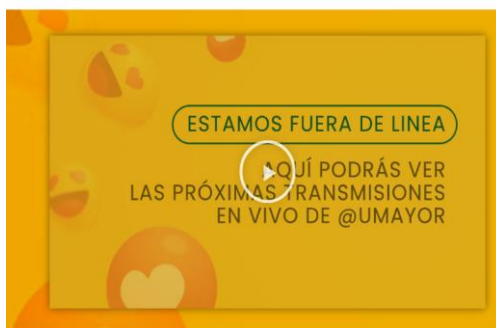 ESTAMOS FUERA DE LINEA
AQUÍ PODRÁS VER
LAS PRÓXIMAS TRANSMISIONES
EN VIVO DE @UMAYOR